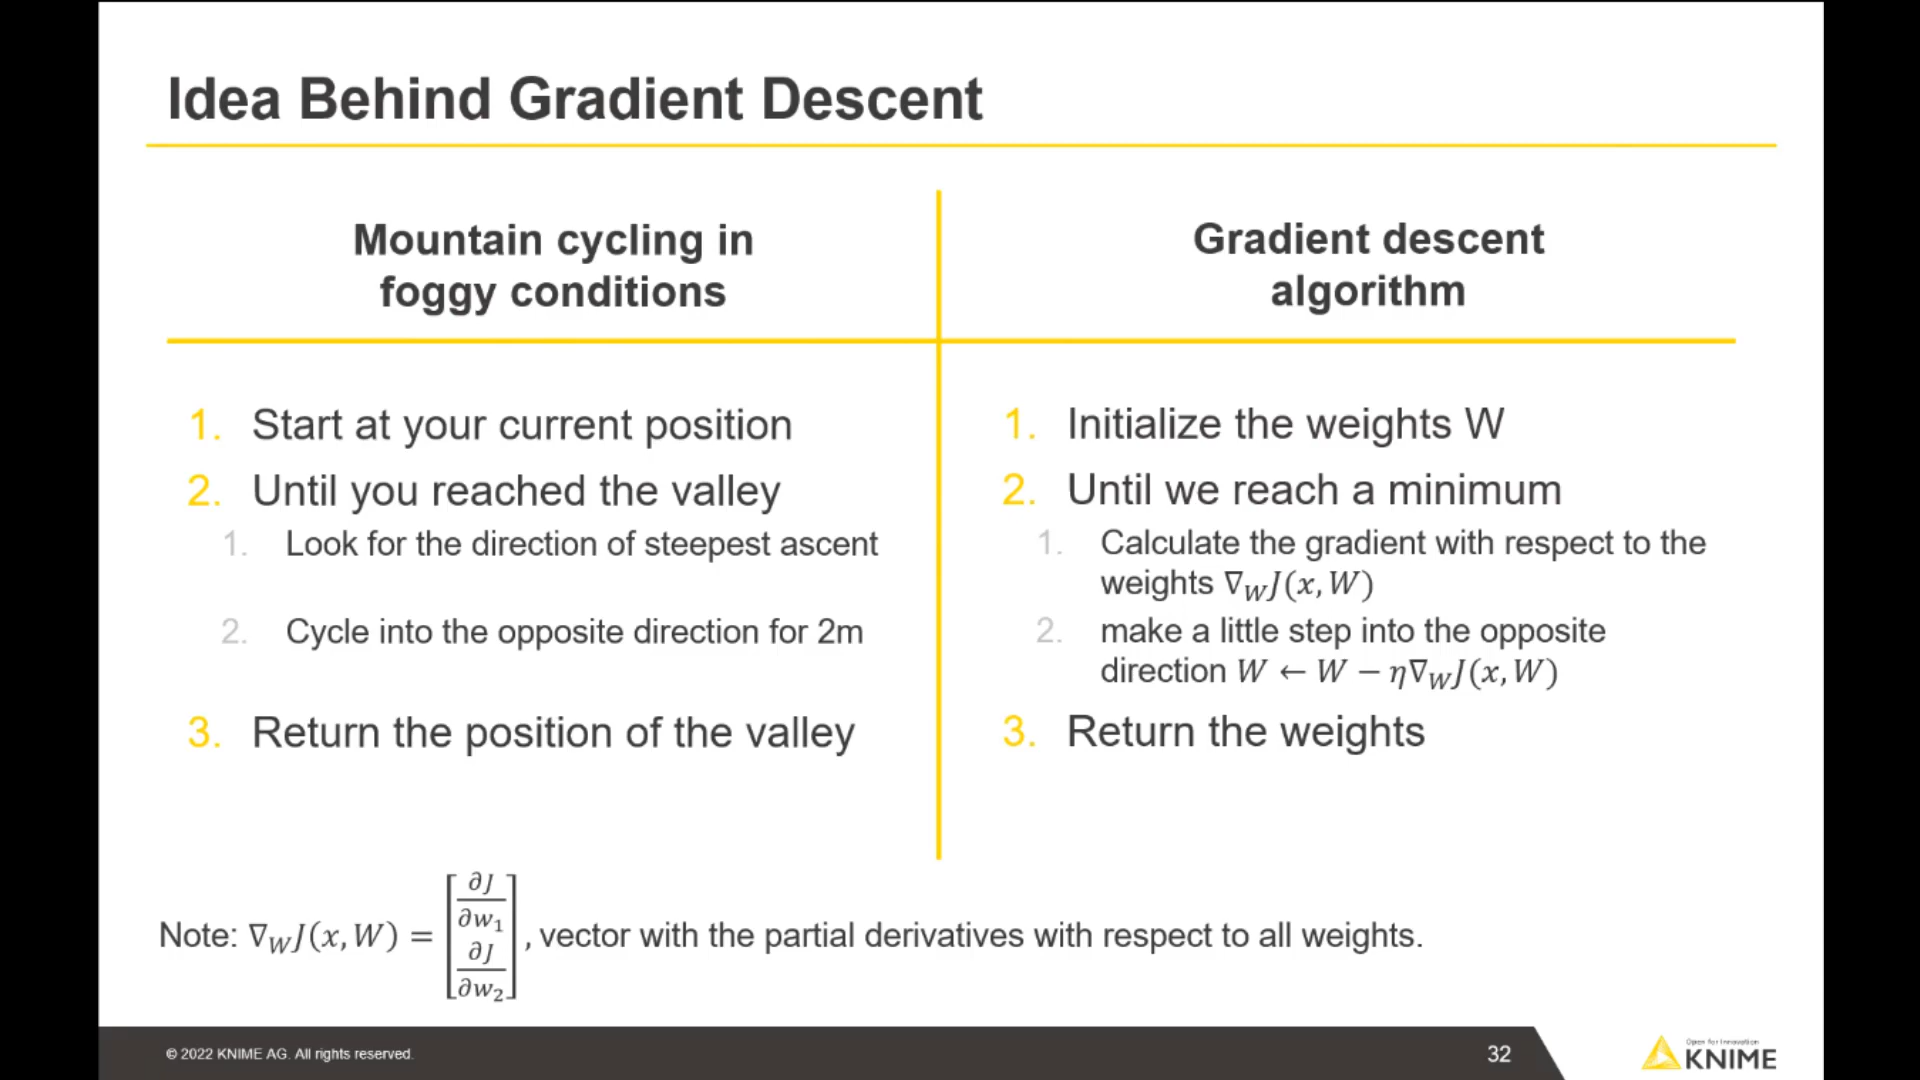 Idea Behind Gradient Descent
Mountain cycling in
foggy conditions
1. Start at your current position
2. Until you reached the valley
1. Look for the direction of steepest ascent
2. Cycle into the opposite direction for 2m
3. Return the position of the valley
Gradient descent
algorithm
1. Initialize the weights W
2. Until we reach a minimum
1. Calculate the gradient with respect to the
weights ∇_W J(x, W)
2. make a little step into the opposite
direction W ← W − η∇_W J(x, W)
3. Return the weights
Note: ∇_W J(x, W) = [∂J/∂w₁ ∂J/∂w₂], vector with the partial derivatives with respect to all weights.
© 2022 KNIME AG. All rights reserved.
32
Open for Innovation
KNIME